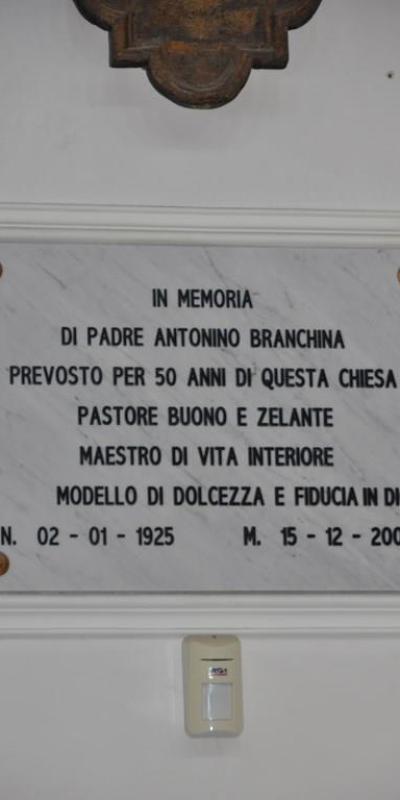 IN MEMORIA
DI PADRE ANTONINO BRANCHINA
PREVOSTO PER 50 ANNI DI QUESTA CHIESA
PASTORE BUONO E ZELANTE
MAESTRO DI VITA INTERIORE
MODELLO DI DOLCEZZA E FIDUCIA IN DI
N. 02 - 01 - 1925 M. 15 - 12 - 200